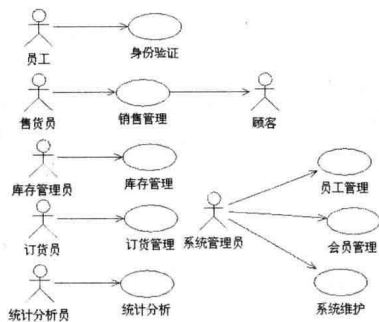 员工
身份验证
售货员
销售管理
顾客
库存管理员
库存管理
员工管理
订货员
订货管理
系统管理员
会员管理
统计分析员
统计分析
系统维护